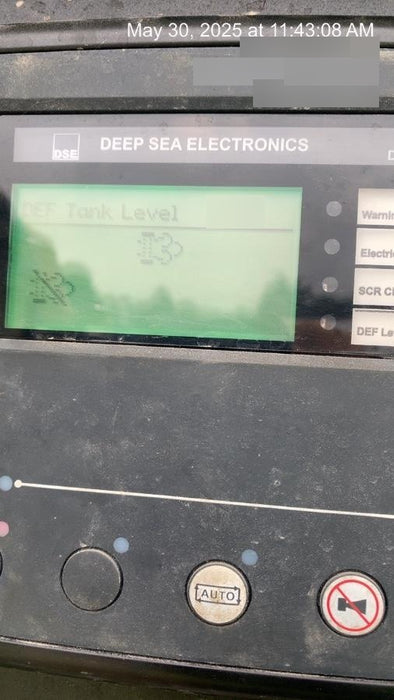 May 30, 2025 at 11:43:08 AM
DSE
DEEP SEA ELECTRONICS
DEF Tank Level
AUTO